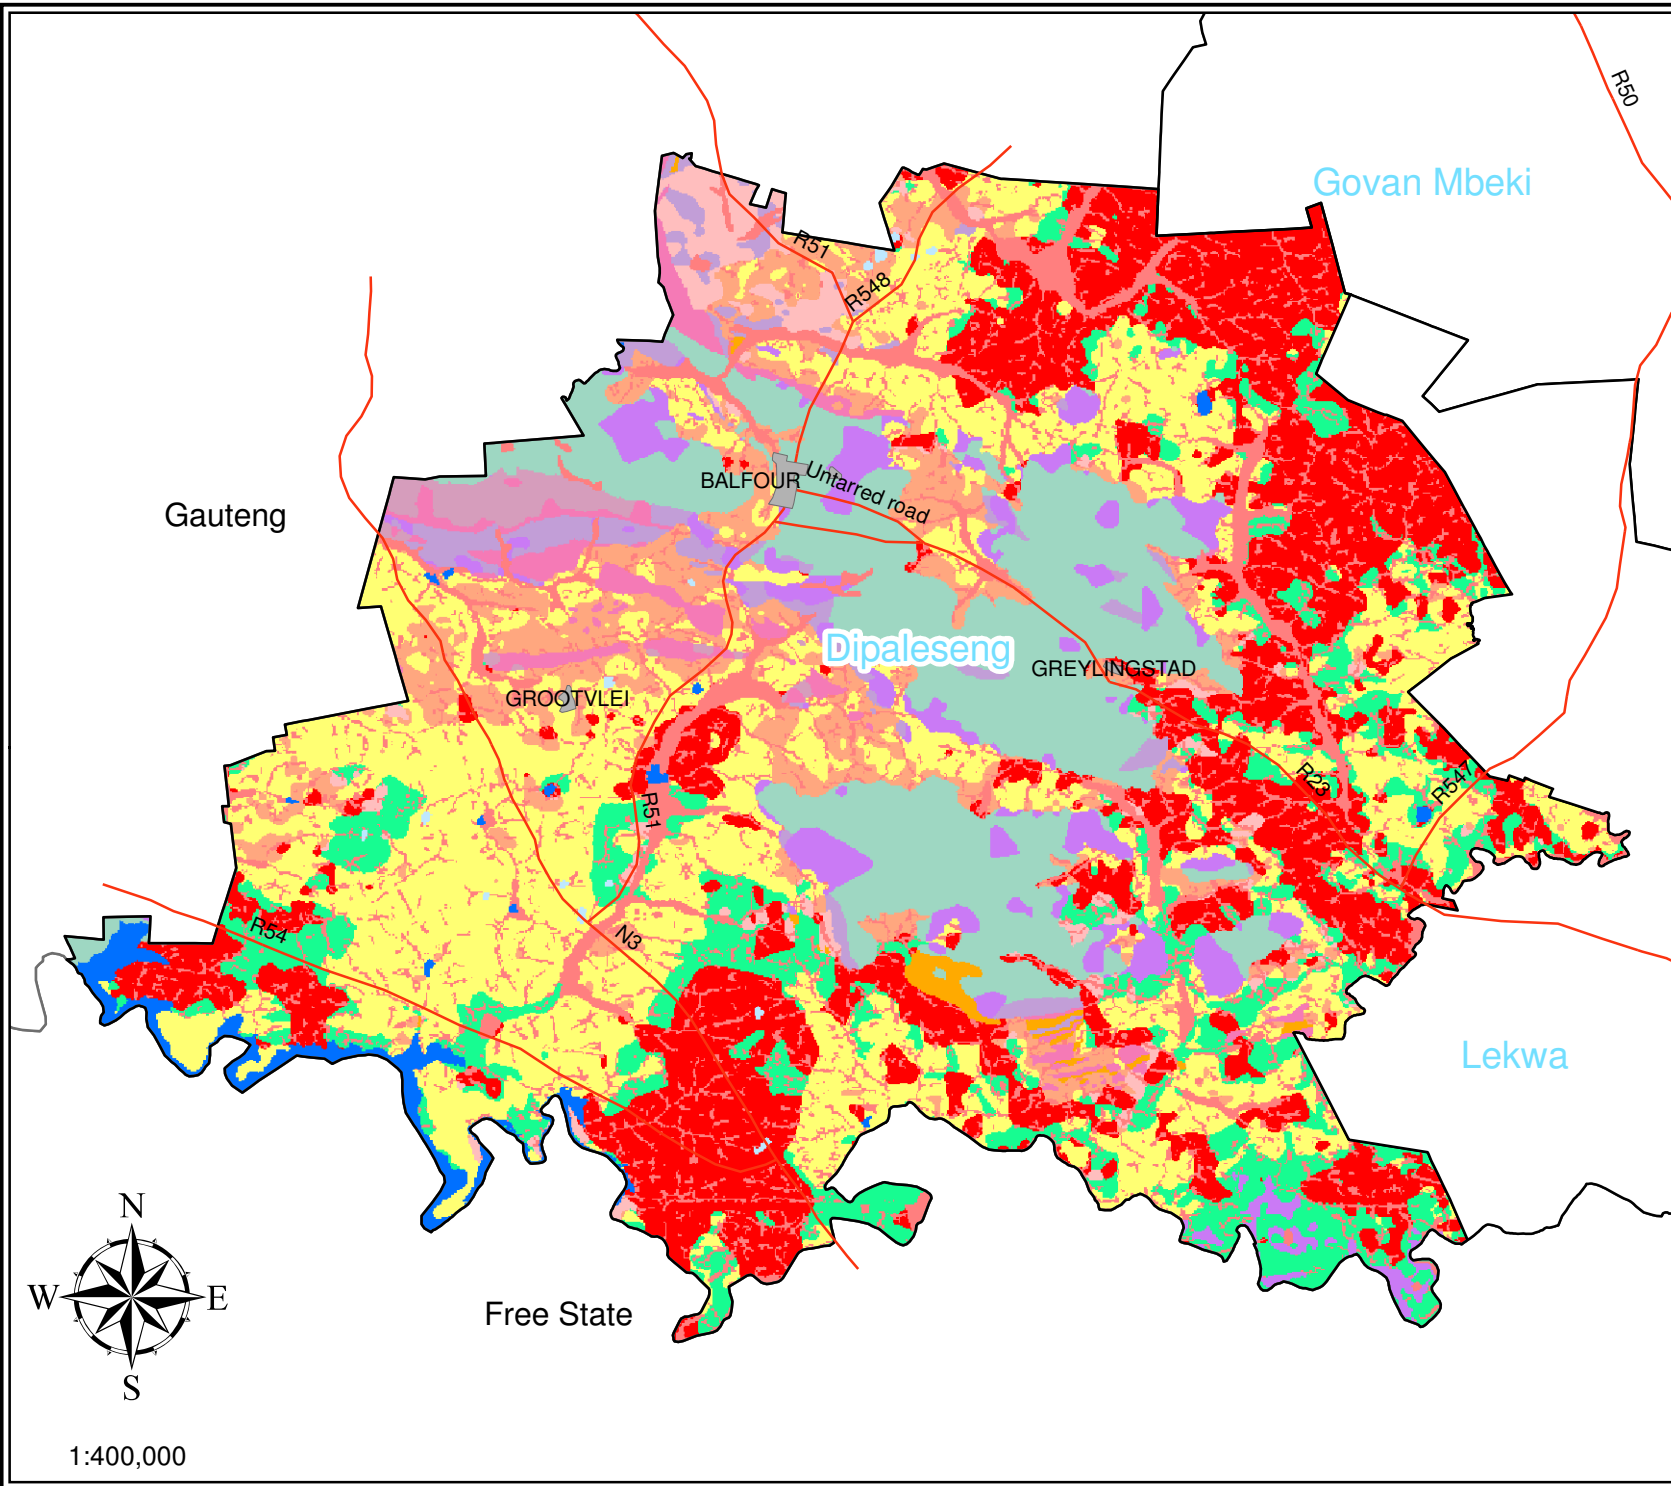 R50
Govan Mbeki
R51
R548
BALFOUR
Untarred road
Gauteng
Dipaleseng
GREYLINGSTAD
GROOTVLEI
R23
R547
R51
R54
N3
Lekwa
N
W
E
S
Free State
1:400,000